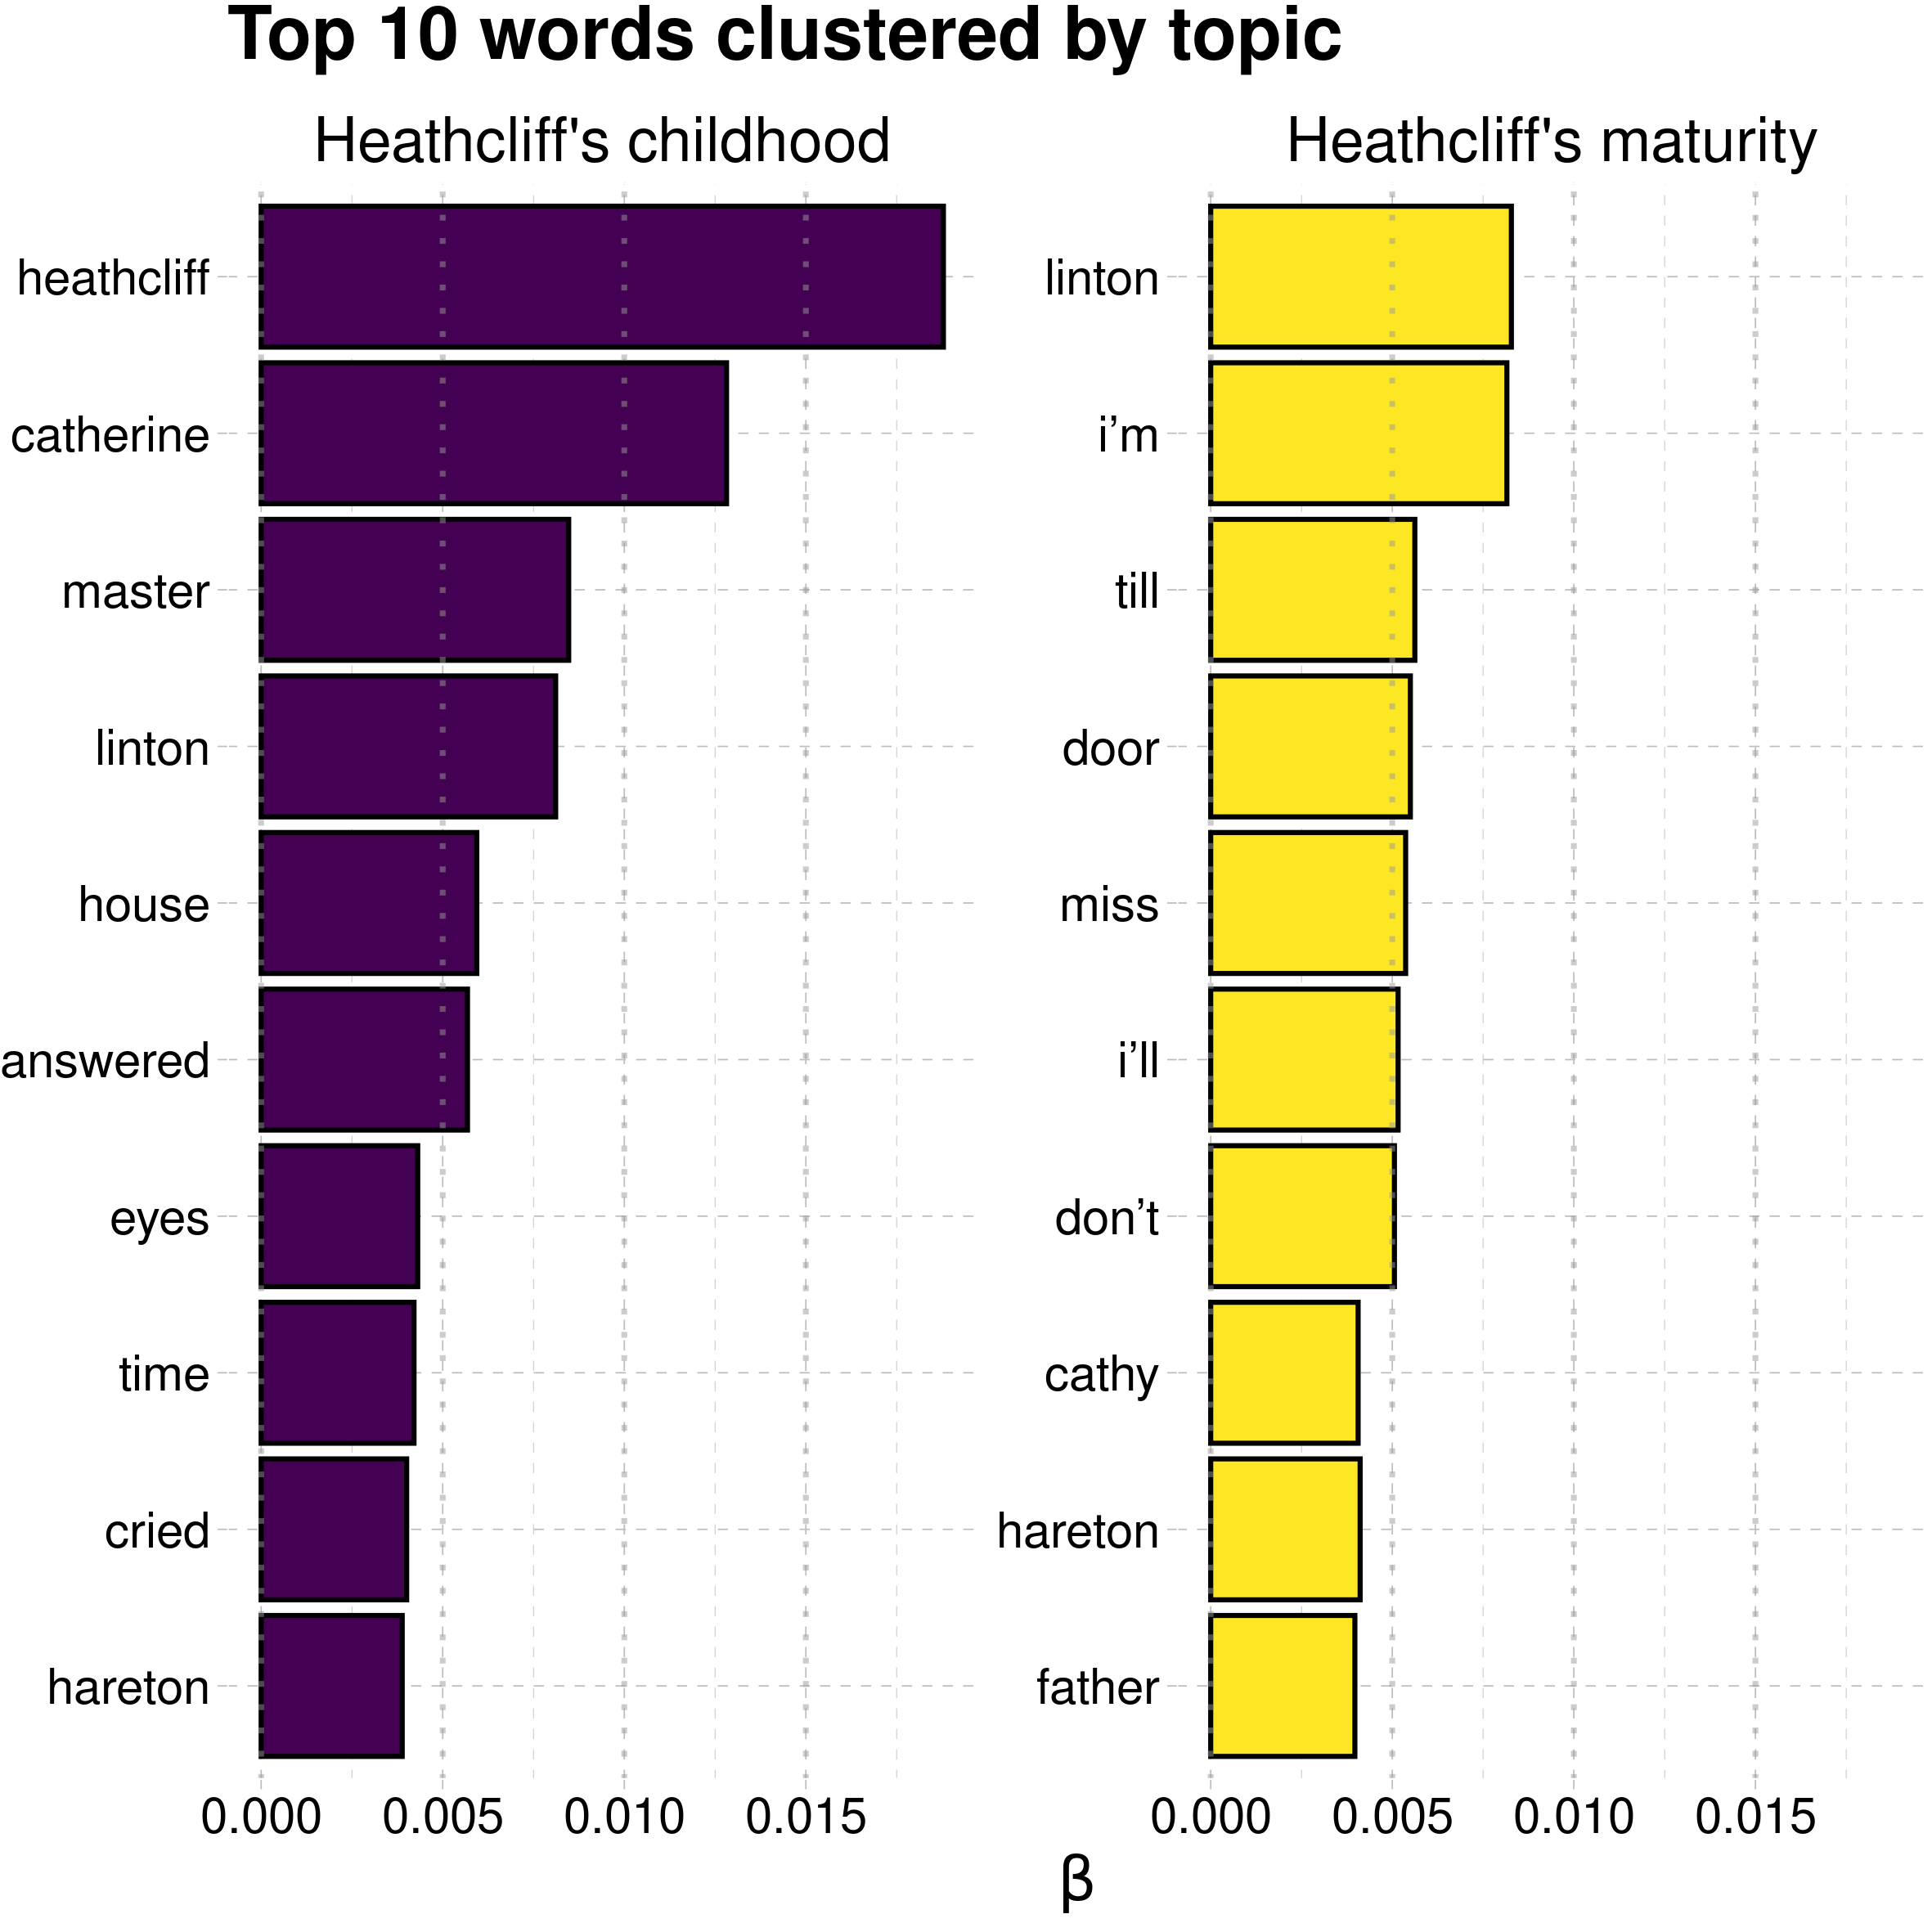 Top 10 words clustered by topic
Heathcliff's childhood
heathcliff
catherine
master
linton
house
answered
eyes
time
cried
hareton
0.000 0.005 0.010 0.015
Heathcliff's maturity
linton
i’m
till
door
miss
i’ll
don’t
cathy
hareton
father
0.000 0.005 0.010 0.015
β